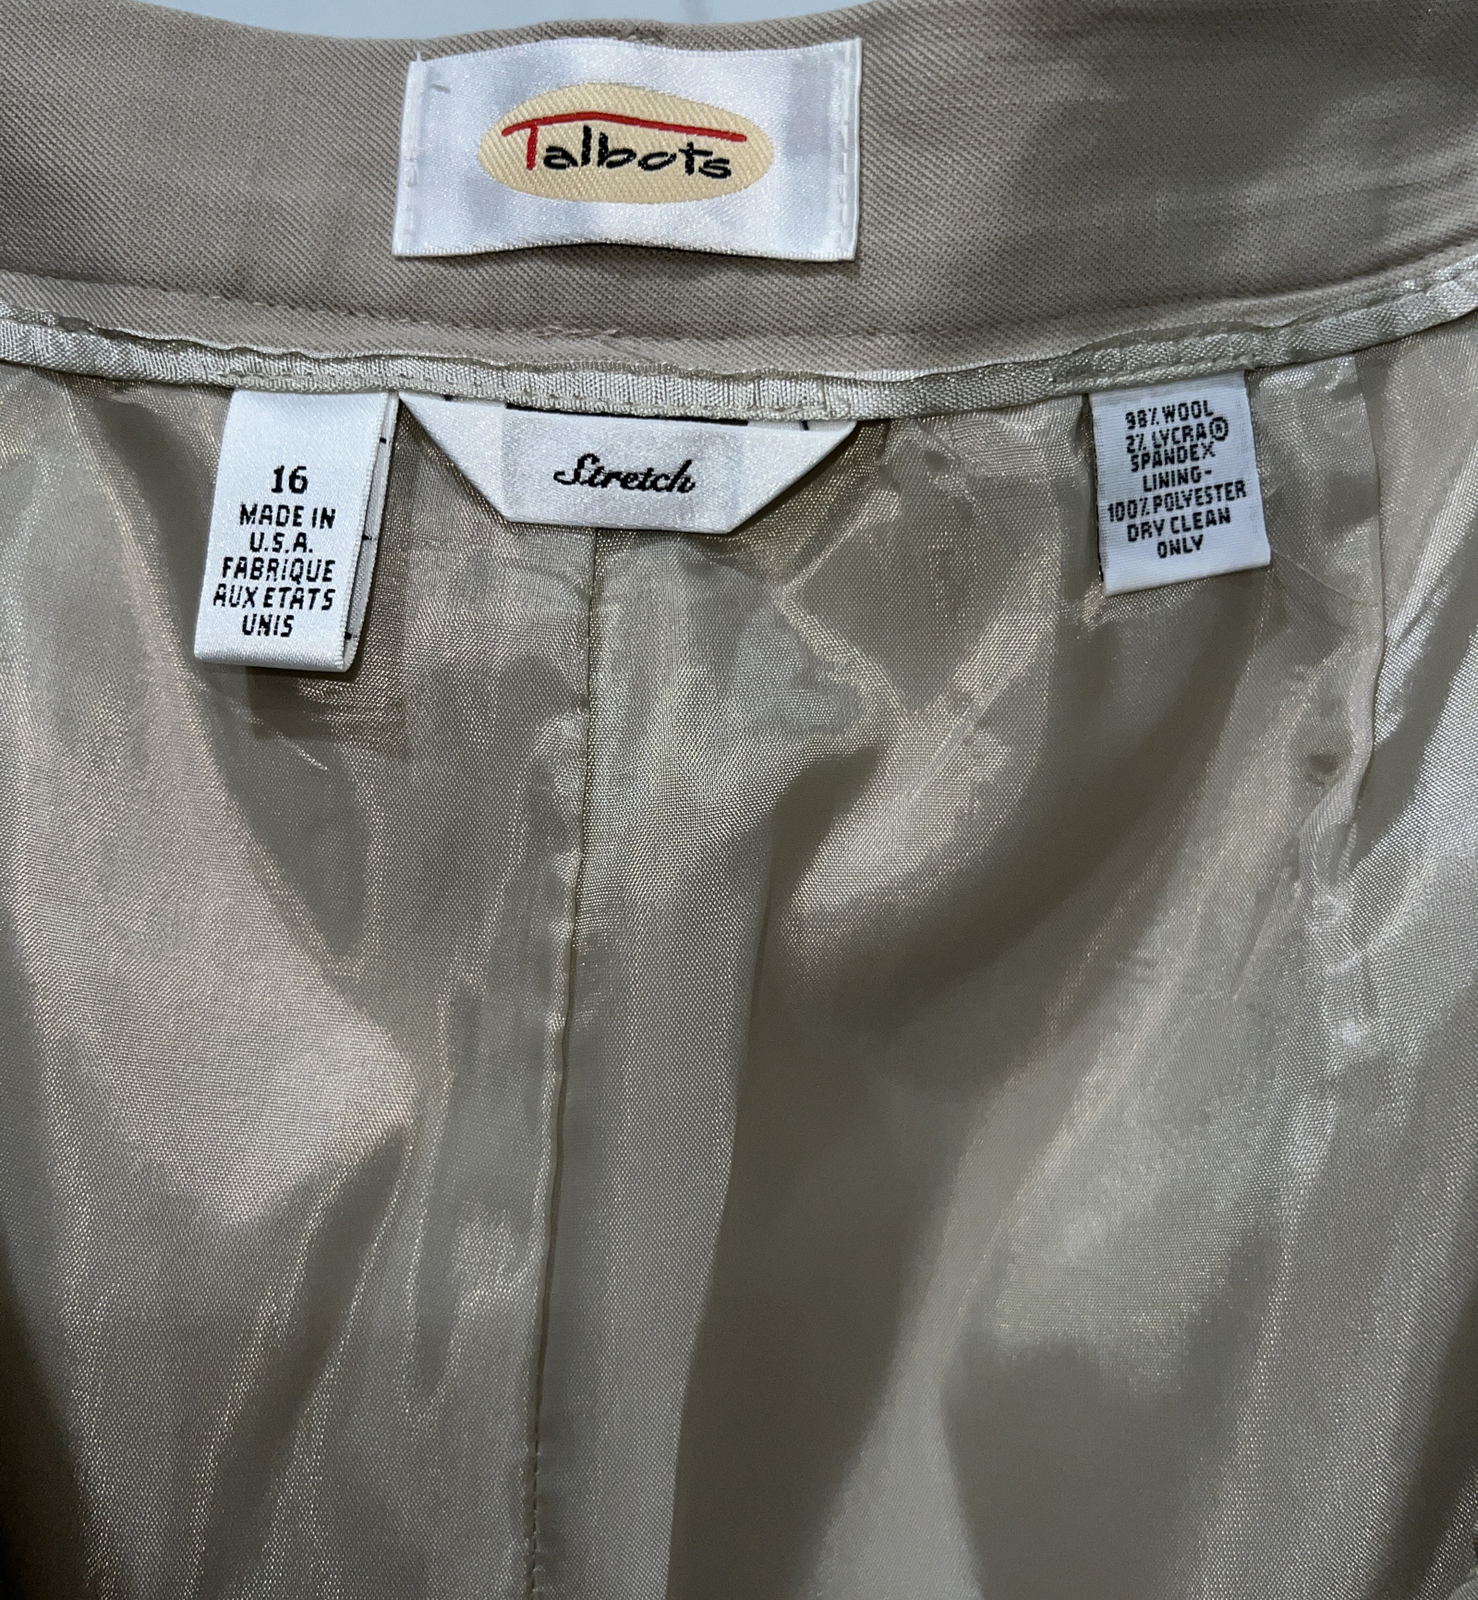 Talbots
16
MADE IN
U.S.A.
FABRIQUE
AUX ETATS
UNIS
Stretch
98% WOOL
2% LYCRA®
SPANDEX
LINING-
100% POLYESTER
DRY CLEAN
ONLY